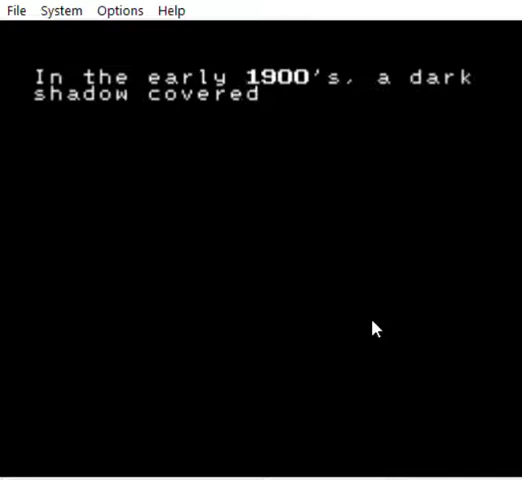 File System Options Help
In the early 1900's, a dark
shadow covered